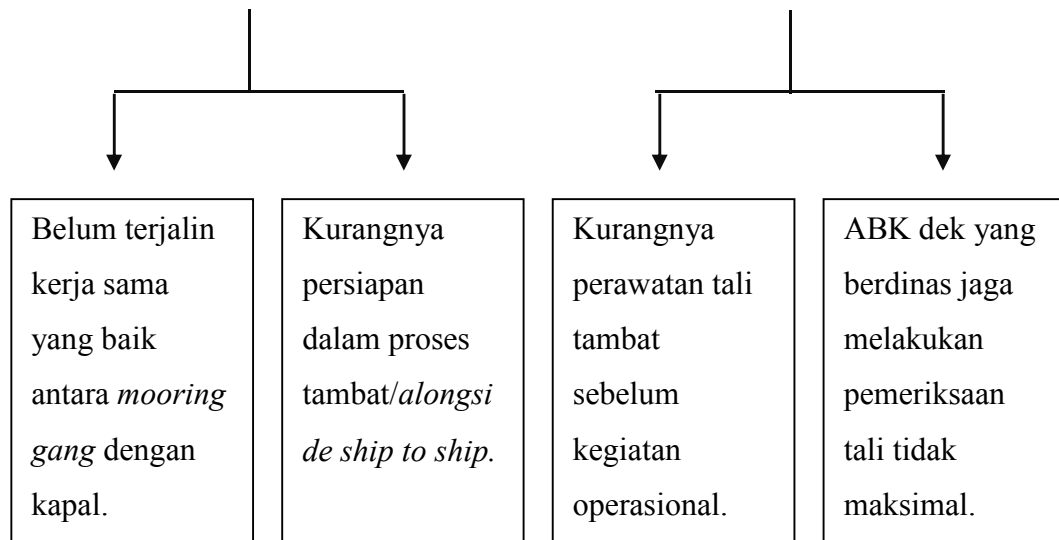 Belum terjalin
kerja sama
yang baik
antara mooring
gang dengan
kapal.
Kurangnya
persiapan
dalam proses
tambat/alongsi
de ship to ship.
Kurangnya
perawatan tali
tambat
sebelum
kegiatan
operasional.
ABK dek yang
berdinas jaga
melakukan
pemeriksaan
tali tidak
maksimal.